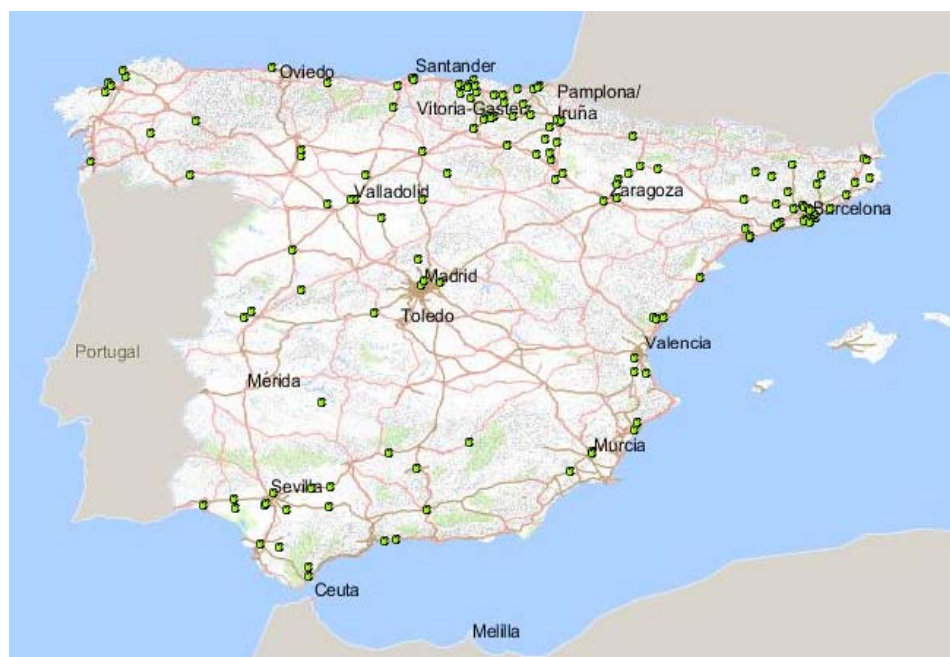 Santander
Oviedo
Pamplona/
Iruña
Vitoria-Gasteiz
Valladolid
Zaragoza
Barcelona
Madrid
Toledo
Portugal
Valencia
Mérida
Murcia
Sevilla
Ceuta
Melilla